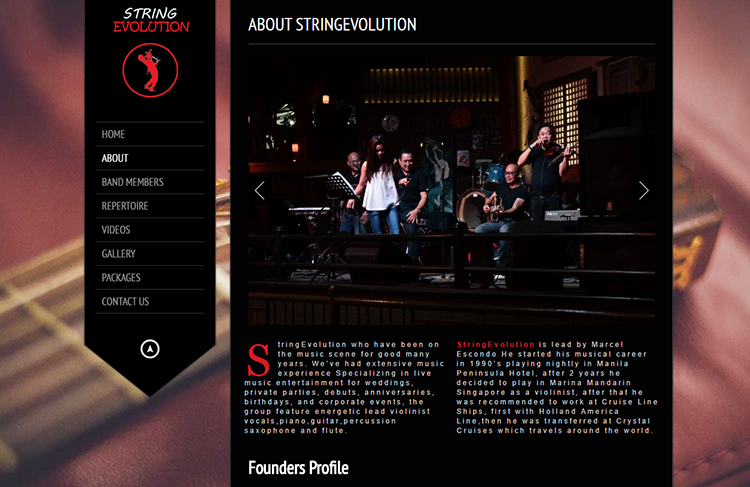 STRING
EVOLUTION
HOME
ABOUT
BAND MEMBERS
REPERTOIRE
VIDEOS
GALLERY
PACKAGES
CONTACT US
ABOUT STRINGEVOLUTION
StringEvolution who have been on
the music scene for good many
years. We've had extensive music
experience Specializing in live
music entertainment for weddings,
private parties, debuts, anniversaries,
birthdays, and corporate events, the
group feature energetic lead violinist
vocals,piano,guitar,percussion
saxophone and flute.
StringEvolution is lead by Marcel
Escondo He started his musical career
in 1990's playing nightly in Manila
Peninsula Hotel, after 2 years he
decided to play in Marina Mandarin
Singapore as a violinist, after that he
was recommended to work at Cruise Line
Ships, first with Holland America
Line,then he was transferred at Crystal
Cruises which travels around the world.
Founders Profile